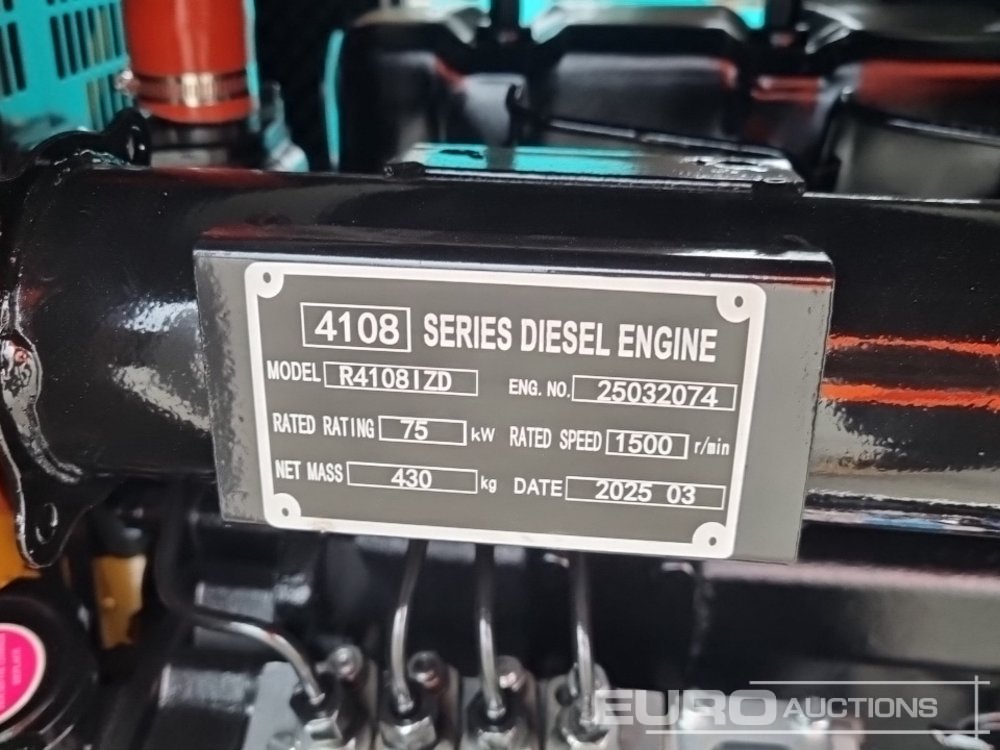 4108 SERIES DIESEL ENGINE
MODEL R4108IZD ENG. NO. 25032074
RATED RATING 75 kW RATED SPEED 1500 r/min
NET MASS 430 kg DATE 2025 03
EURO AUCTIONS